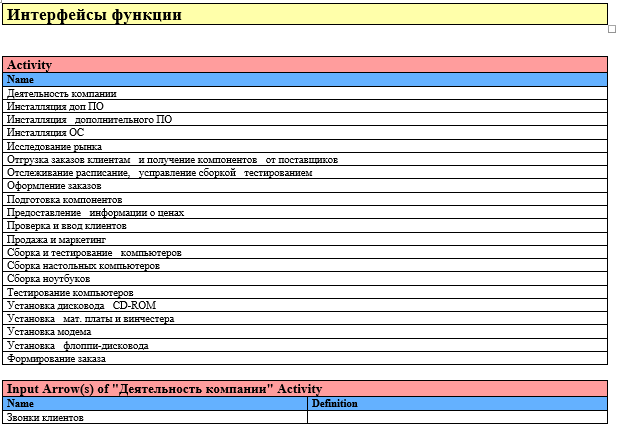 Интерфейсы функции
Activity
Name
Деятельность компании
Инсталляция доп ПО
Инсталляция дополнительного ПО
Инсталляция ОС
Исследование рынка
Отгрузка заказов клиентам и получение компонентов от поставщиков
Отслеживание расписание, управление сборкой тестированием
Оформление заказов
Подготовка компонентов
Предоставление информации о ценах
Проверка и ввод клиентов
Продажа и маркетинг
Сборка и тестирование компьютеров
Сборка настольных компьютеров
Сборка ноутбуков
Тестирование компьютеров
Установка дисковода CD-ROM
Установка мат. платы и винчестера
Установка модема
Установка флоппи-дисковода
Формирование заказа
Input Arrow(s) of "Деятельность компании" Activity
Name Definition
Звонки клиентов